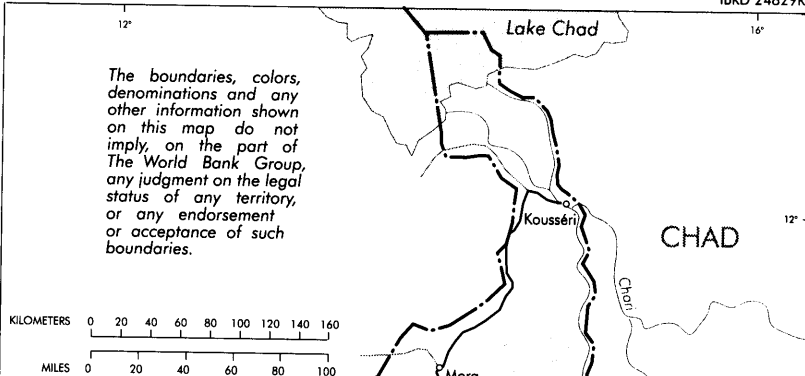 IBRD 24829R
12°
16°
Lake Chad
The boundaries, colors,
denominations and any
other information shown
on this map do not
imply, on the part of
The World Bank Group,
any judgment on the legal
status of any territory,
or any endorsement
or acceptance of such
boundaries.
12°
Kousséri
CHAD
Chari
KILOMETERS 0 20 40 60 80 100 120 140 160
MILES 0 20 40 60 80 100
Mora